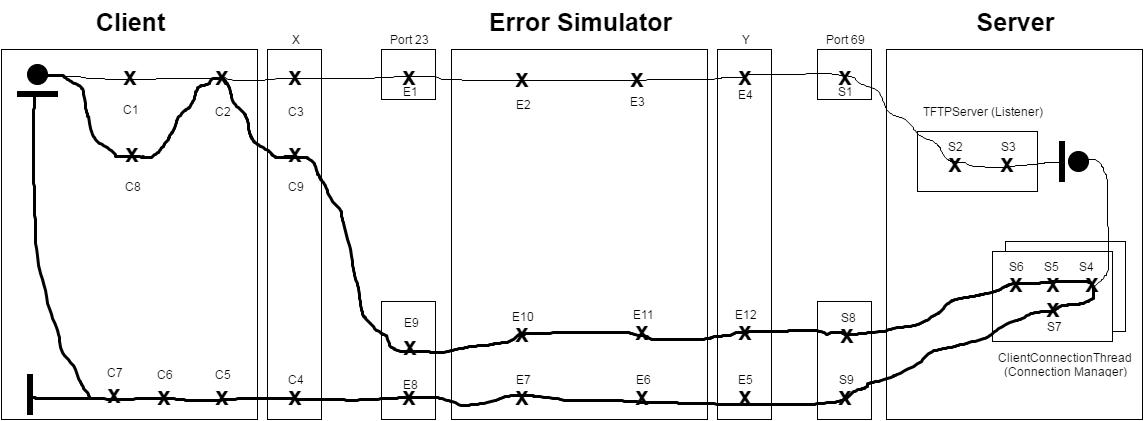 Client
Error Simulator
Server
X
Port 23
Y
Port 69
C1
C2
C3
E1
E2
E3
E4
S1
TFTPServer (Listener)
S2
S3
C8
C9
S6
S5
S4
S7
E9
E10
E11
E12
S8
ClientConnectionThread
(Connection Manager)
C7
C6
C5
C4
E8
E7
E6
E5
S9